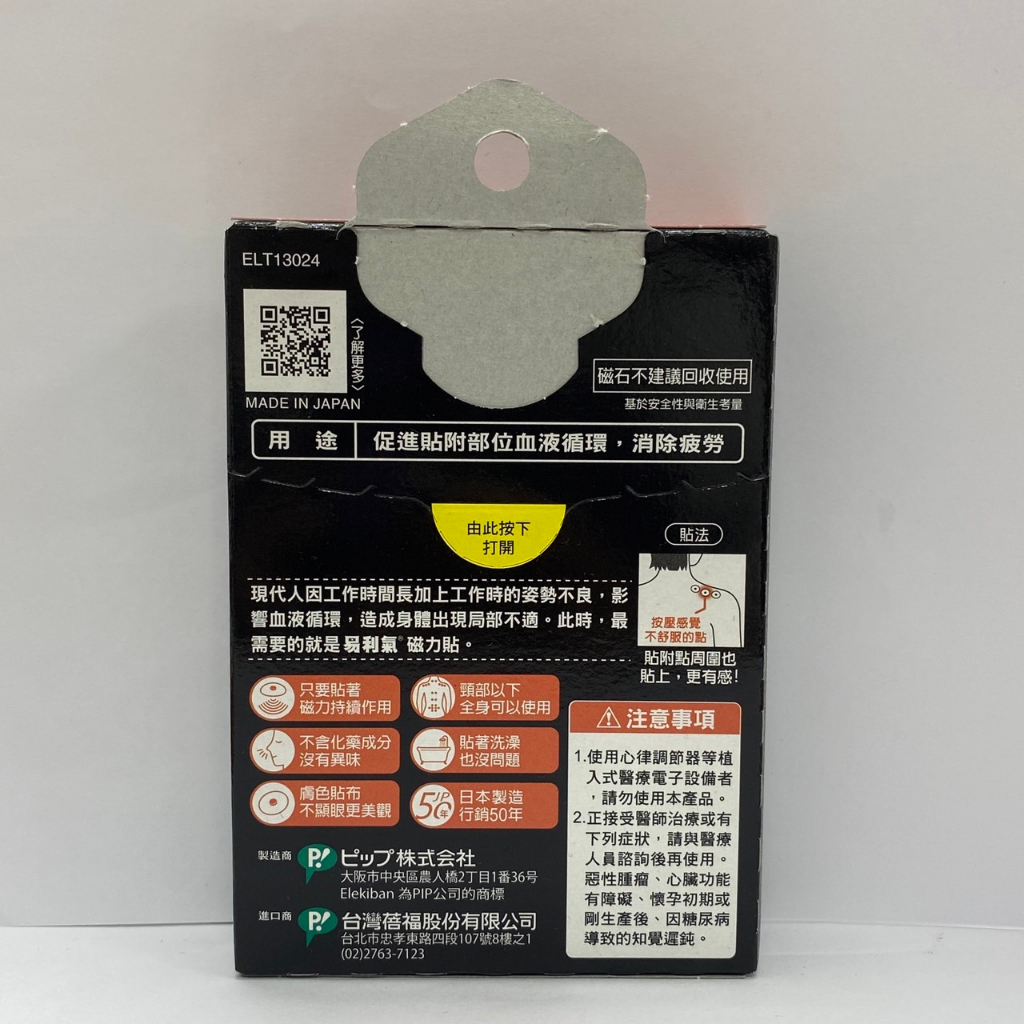 ELT13024
〈了解更多〉
MADE IN JAPAN
磁石不建議回收使用
基於安全性與衛生考量
用 途
促進貼附部位血液循環，消除疲勞
由此按下
打開
現代人因工作時間長加上工作時的姿勢不良，影
響血液循環，造成身體出現局部不適。此時，最
需要的就是易利氣®磁力貼。
貼法
按壓感覺
不舒服的點
貼附點周圍也
貼上，更有感!
只要貼著
磁力持續作用
頸部以下
全身可以使用
不含化藥成分
沒有異味
貼著洗澡
也沒問題
膚色貼布
不顯眼更美觀
JP
50年
日本製造
行銷50年
注意事項
1.使用心律調節器等植
入式醫療電子設備者
，請勿使用本產品。
2.正接受醫師治療或有
下列症狀，請與醫療
人員諮詢後再使用。
惡性腫瘤、心臟功能
有障礙、懷孕初期或
剛生產後、因糖尿病
導致的知覺遲鈍。
製造商
P!
ピップ株式会社
大阪市中央區農人橋2丁目1番36号
Elekiban 為PIP公司的商標
進口商
P!
台灣蓓福股份有限公司
台北市忠孝東路四段107號8樓之1
(02)2763-7123